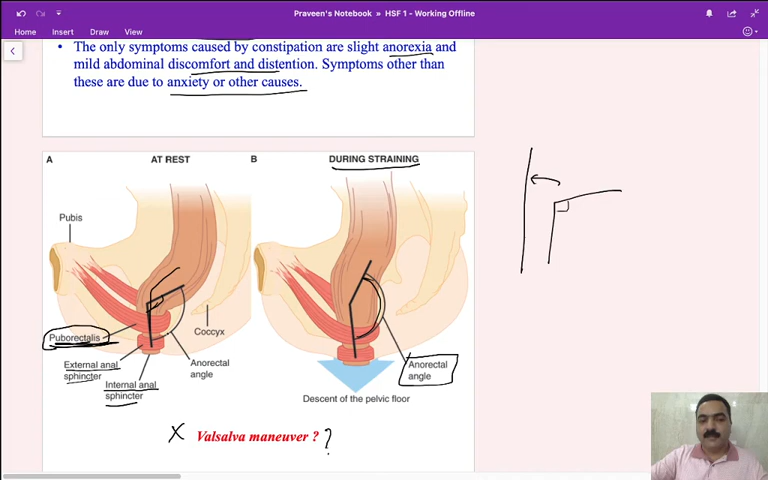 Praveen's Notebook » HSF 1 - Working Offline
Home Insert Draw View
• The only symptoms caused by constipation are slight anorexia and
mild abdominal discomfort and distention. Symptoms other than
these are due to anxiety or other causes.
A AT REST B DURING STRAINING
Pubis
Puborectalis
Coccyx
External anal
sphincter
Internal anal
sphincter
Anorectal
angle
Anorectal
angle
Descent of the pelvic floor
X Valsalva maneuver ? ?